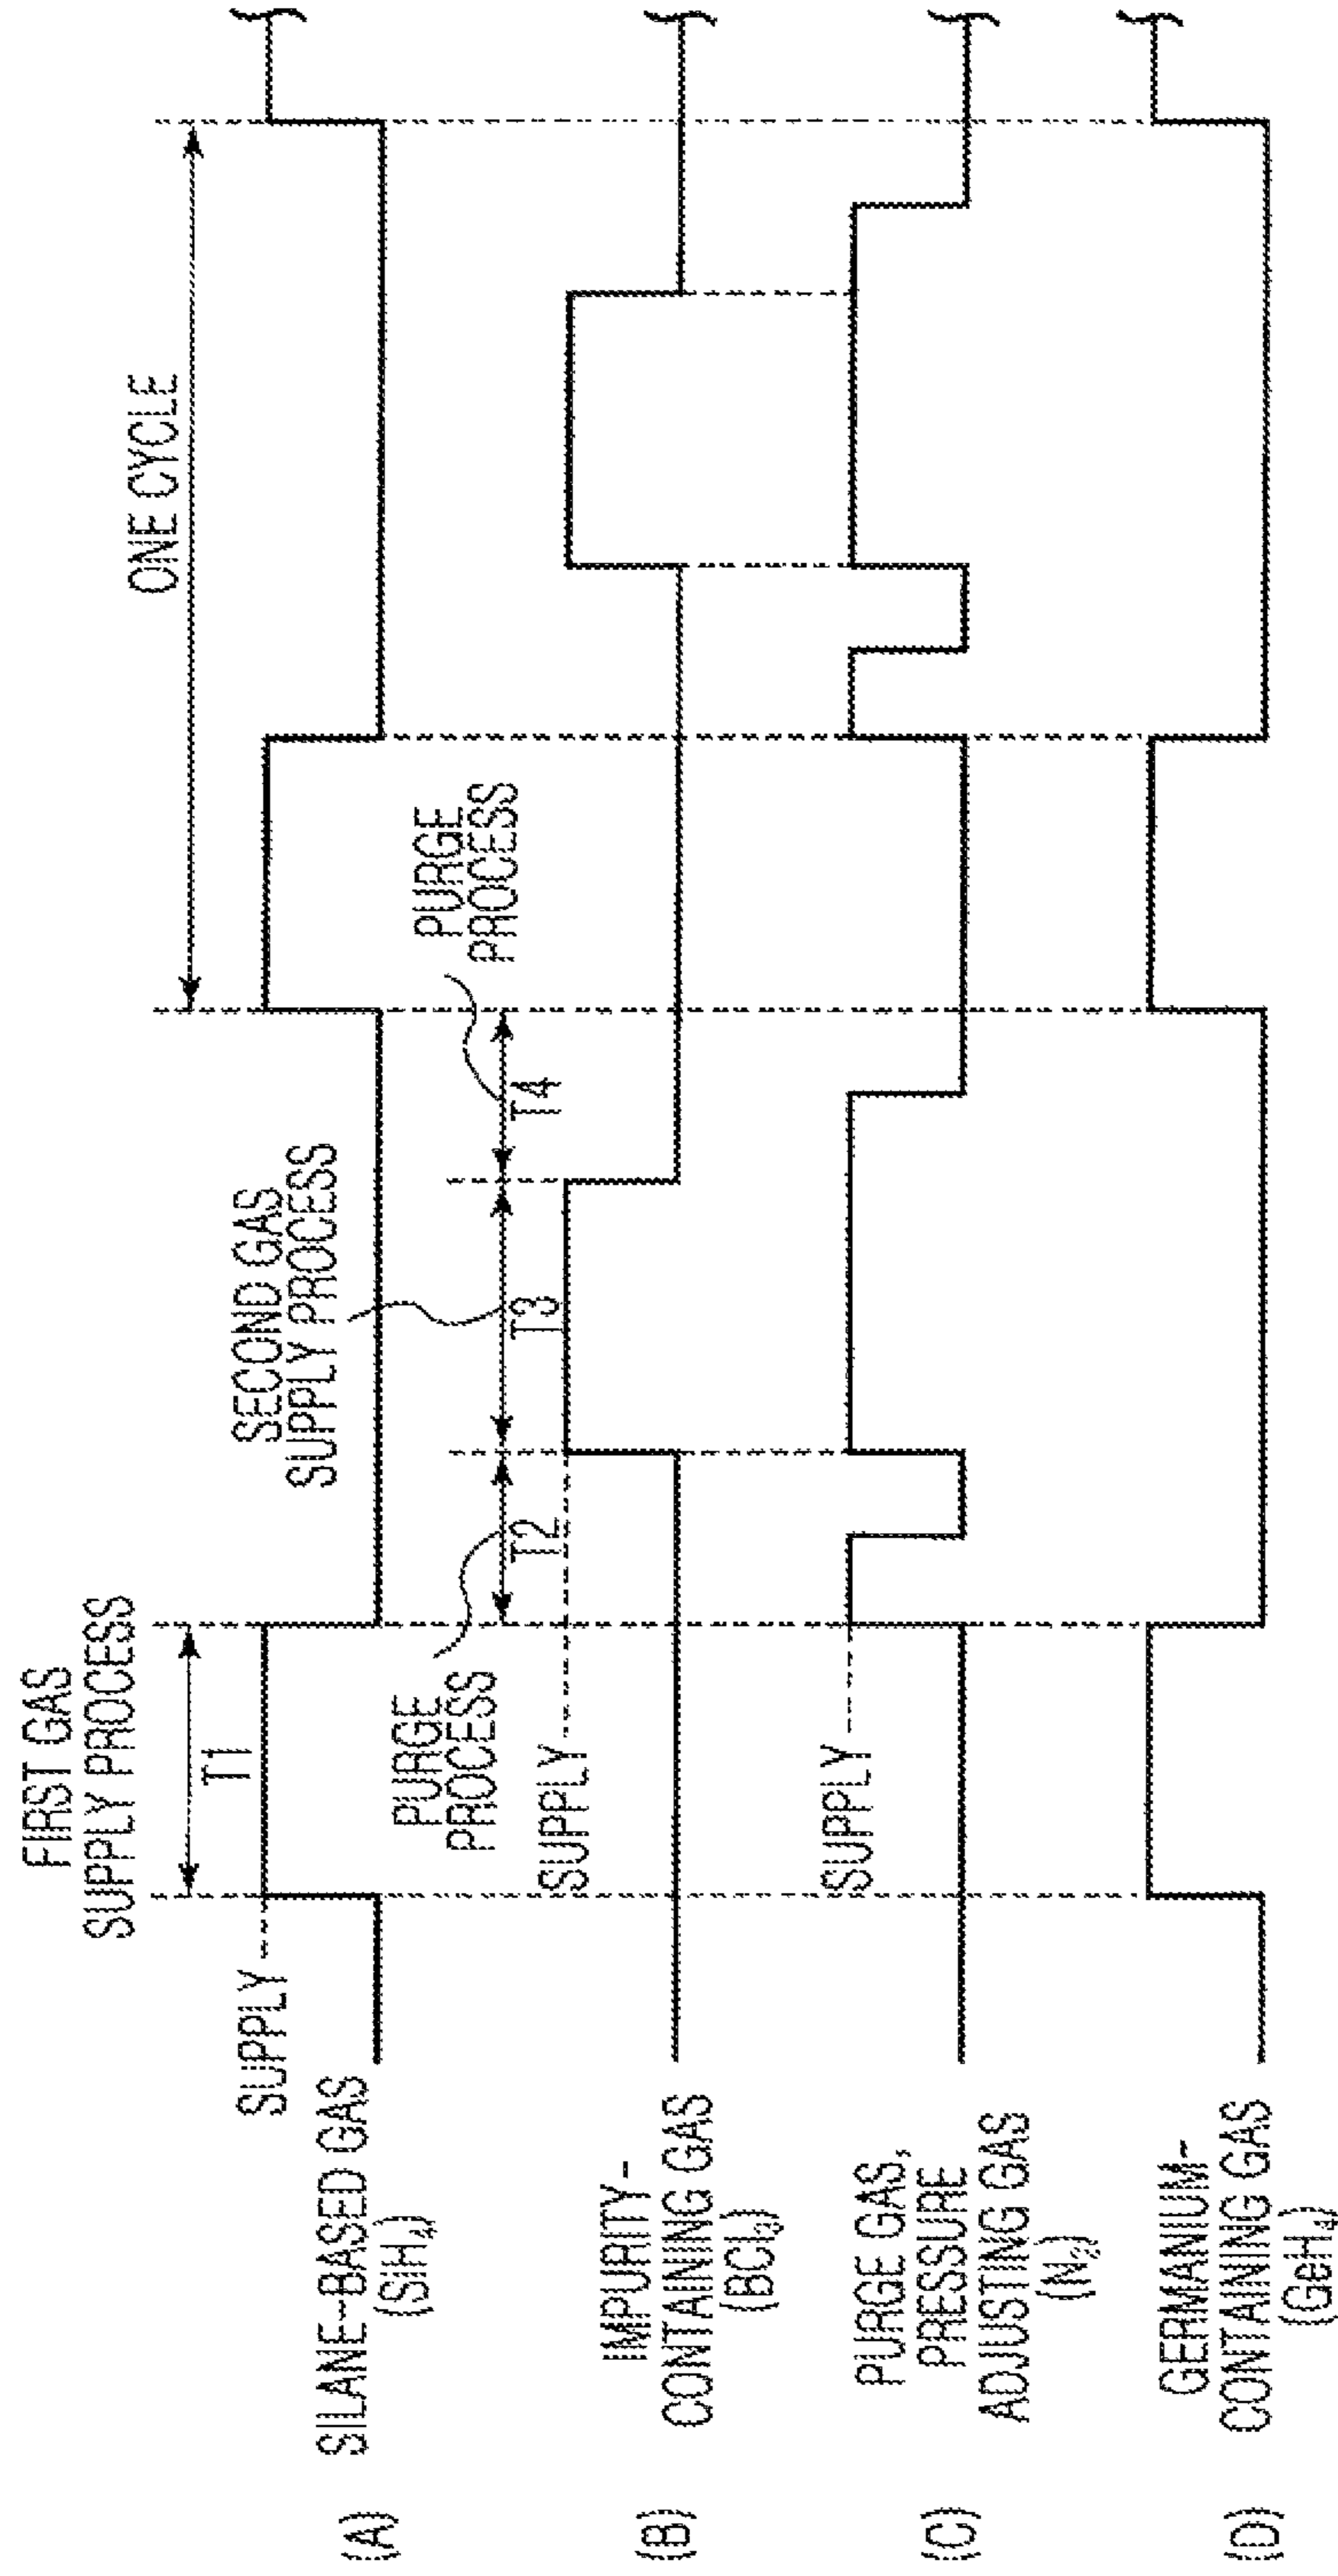 FIRST GAS
SUPPLY PROCESS
T1
SECOND GAS
SUPPLY PROCESS
ONE CYCLE
PURGE
PROCESS
T2
T3
T4
PURGE
PROCESS
(A)
SILANE-BASED GAS
(SiH₄)
SUPPLY
(B)
IMPURITY-
CONTAINING GAS
(BCl₃)
SUPPLY
(C)
PURGE GAS,
PRESSURE
ADJUSTING GAS
(N₂)
SUPPLY
(D)
GERMANIUM-
CONTAINING GAS
(GeH₄)